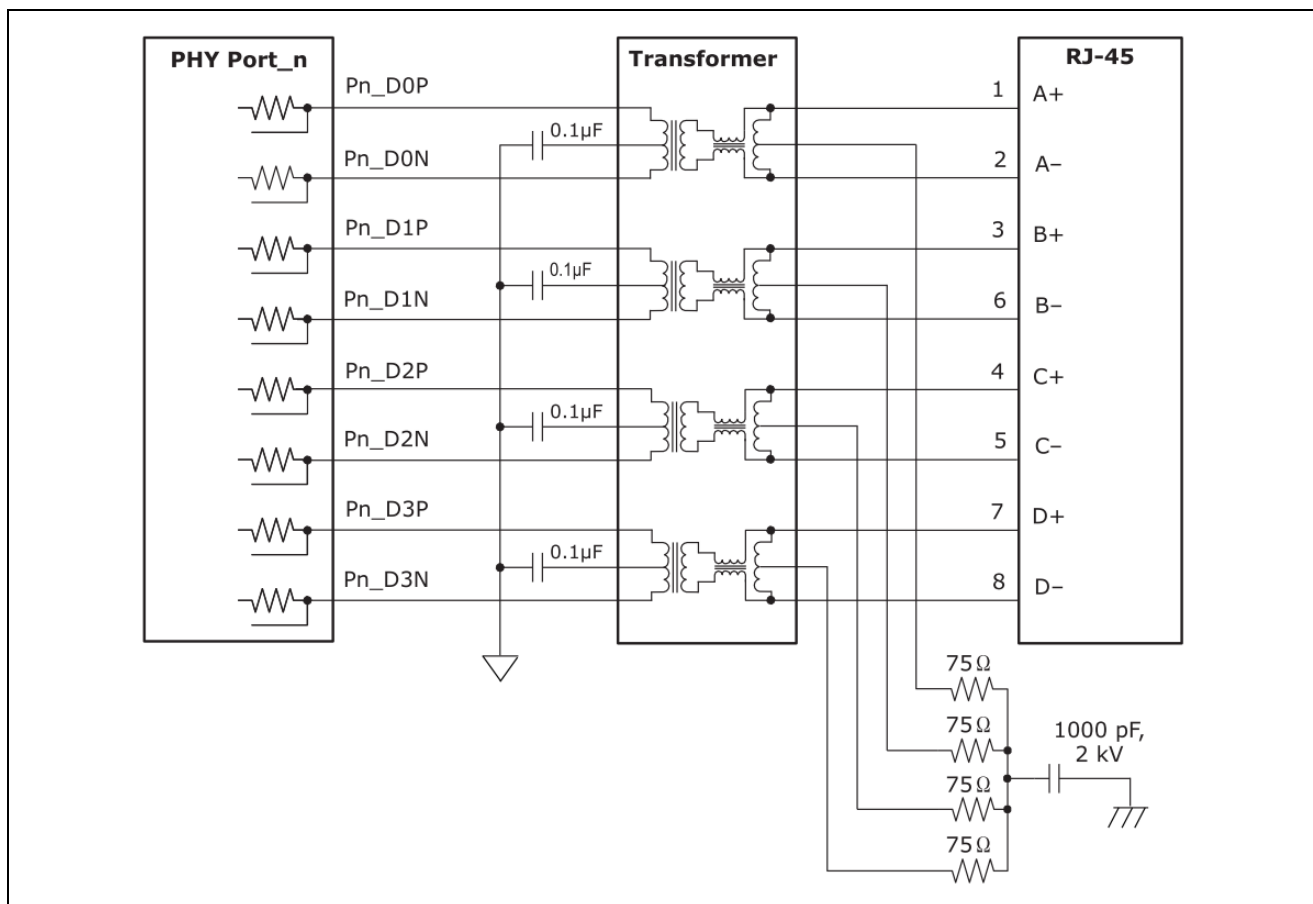 PHY Port_n
Transformer
RJ-45
Pn_D0P
1
A+
0.1µF
Pn_D0N
2
A−
Pn_D1P
3
B+
0.1µF
Pn_D1N
6
B−
Pn_D2P
4
C+
0.1µF
Pn_D2N
5
C−
Pn_D3P
7
D+
0.1µF
Pn_D3N
8
D−
75Ω
75Ω
1000 pF,
2 kV
75Ω
75Ω